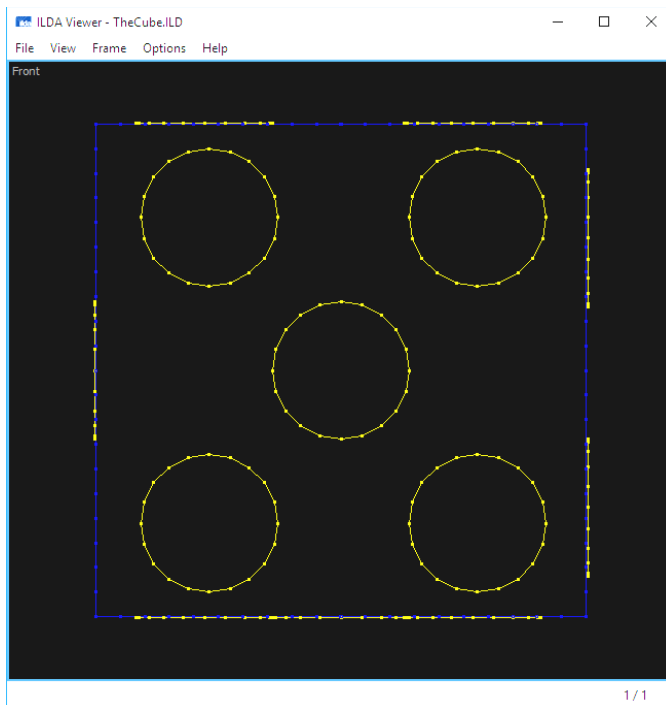 ILDA Viewer - TheCube.ILD
File View Frame Options Help
Front
1 / 1